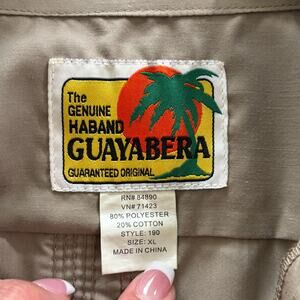 The
GENUINE
HABAND
GUAYABERA
GUARANTEED ORIGINAL
RN# 84890
VN# 71423
80% POLYESTER
20% COTTON
STYLE: 190
SIZE: XL
MADE IN CHINA